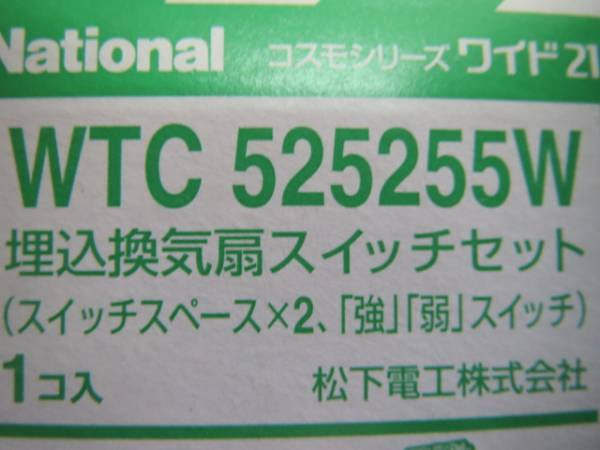 National コスモシリーズ ワイド21
WTC 525255W
埋込換気扇スイッチセット
(スイッチスペース×2、「強」「弱」スイッチ)
1コ入 松下電工株式会社